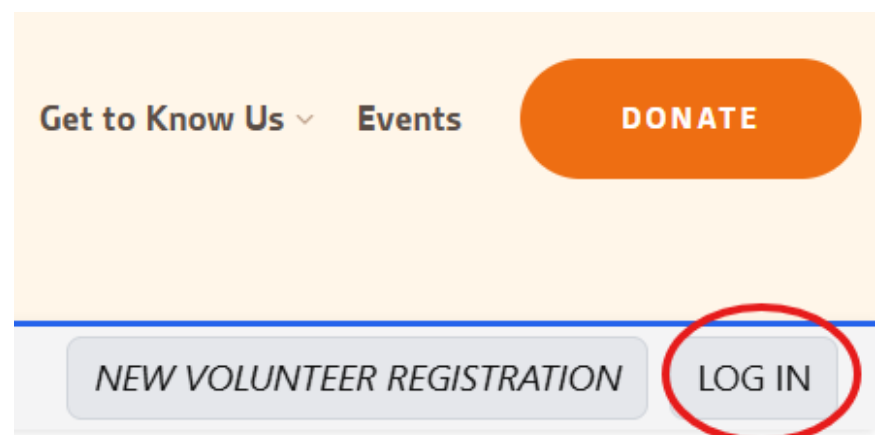 Get to Know Us Events DONATE
NEW VOLUNTEER REGISTRATION LOG IN